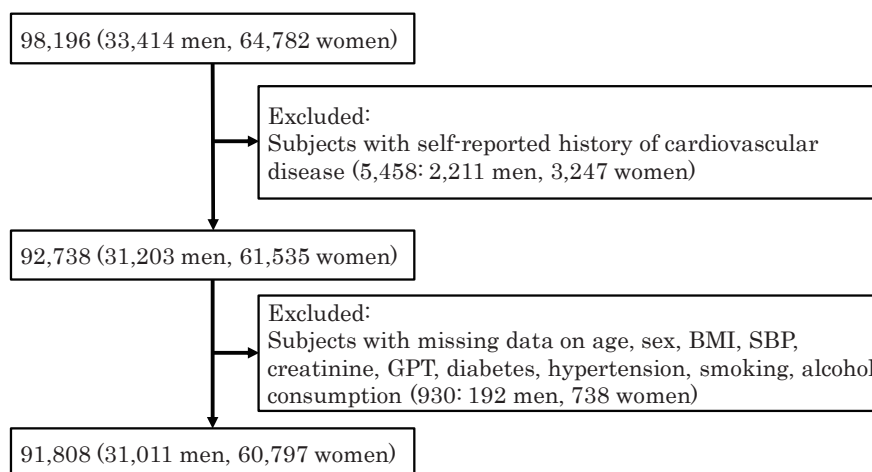 98,196 (33,414 men, 64,782 women)
Excluded:
Subjects with self-reported history of cardiovascular
disease (5,458: 2,211 men, 3,247 women)
92,738 (31,203 men, 61,535 women)
Excluded:
Subjects with missing data on age, sex, BMI, SBP,
creatinine, GPT, diabetes, hypertension, smoking, alcohol
consumption (930: 192 men, 738 women)
91,808 (31,011 men, 60,797 women)